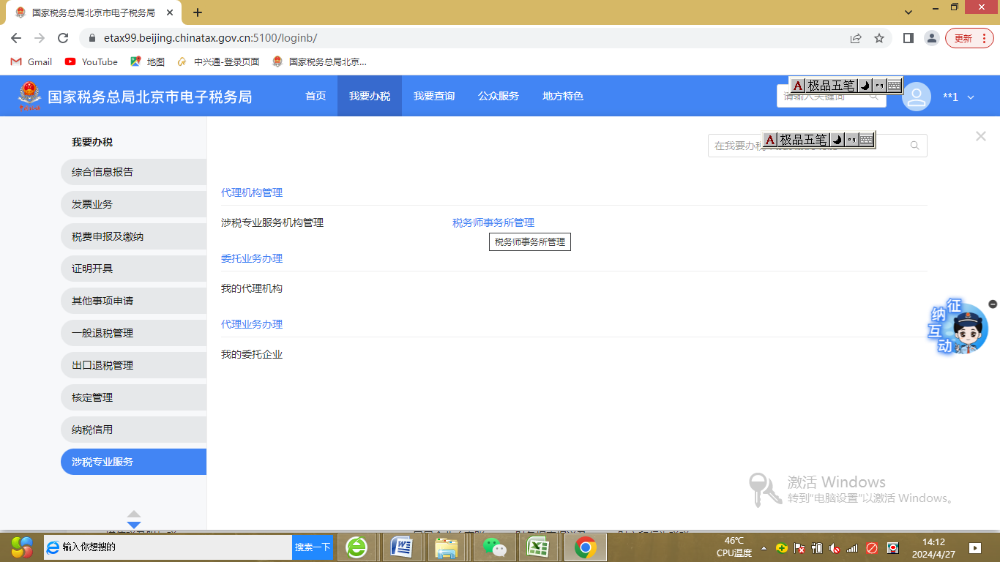 国家税务总局北京市电子税务局
etax99.beijing.chinatax.gov.cn:5100/loginb/
更新
Gmail
YouTube
地图
中兴通-登录页面
国家税务总局北京...
国家税务总局北京市电子税务局
首页
我要办税
我要查询
公众服务
地方特色
A 极品五笔
请输入关键词
**1
我要办税
综合信息报告
发票业务
税费申报及缴纳
证明开具
其他事项申请
一般退税管理
出口退税管理
核定管理
纳税信用
涉税专业服务
A 极品五笔
在我要办税
代理机构管理
涉税专业服务机构管理
税务师事务所管理
税务师事务所管理
委托业务办理
我的代理机构
代理业务办理
我的委托企业
征
纳
互
动
激活 Windows
转到"电脑设置"以激活 Windows。
输入你想搜的
搜索一下
46℃
CPU温度
14:12
2024/4/27